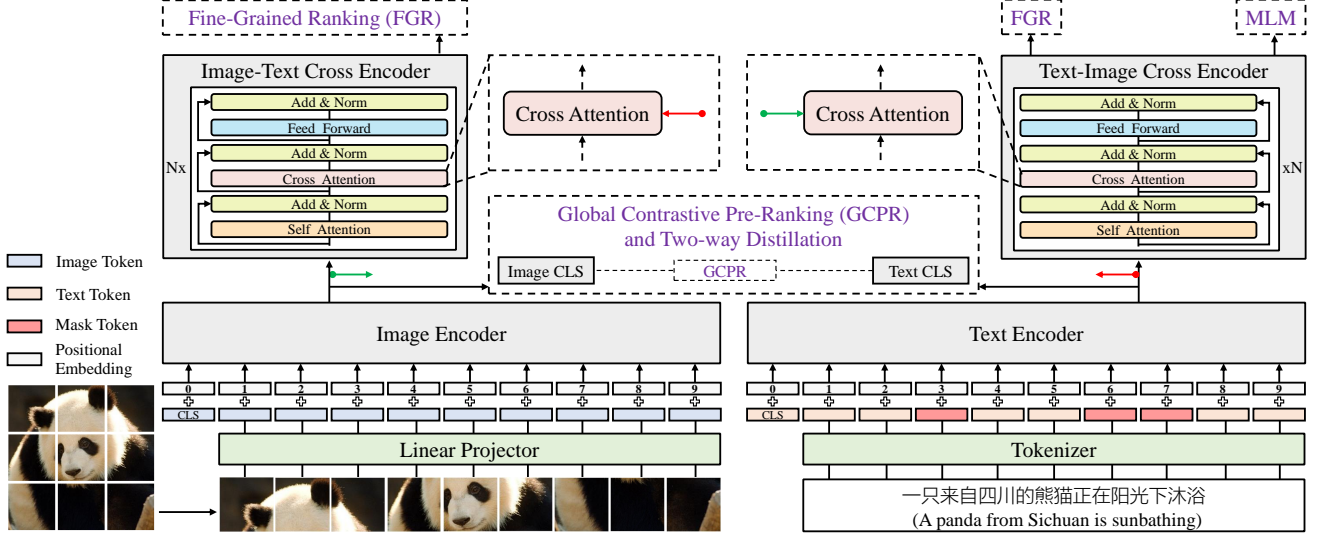 Fine-Grained Ranking (FGR)
FGR
MLM
Image-Text Cross Encoder
Add & Norm
Feed Forward
Add & Norm
Cross Attention
Add & Norm
Self Attention
Nx
Cross Attention
Cross Attention
Text-Image Cross Encoder
Add & Norm
Feed Forward
Add & Norm
Cross Attention
Add & Norm
Self Attention
xN
Global Contrastive Pre-Ranking (GCPR)
and Two-way Distillation
Image CLS
GCPR
Text CLS
Image Token
Text Token
Mask Token
Positional
Embedding
Image Encoder
Text Encoder
0 1 2 3 4 5 6 7 8 9
0 1 2 3 4 5 6 7 8 9
CLS
CLS
Linear Projector
Tokenizer
一只来自四川的熊猫正在阳光下沐浴
(A panda from Sichuan is sunbathing)